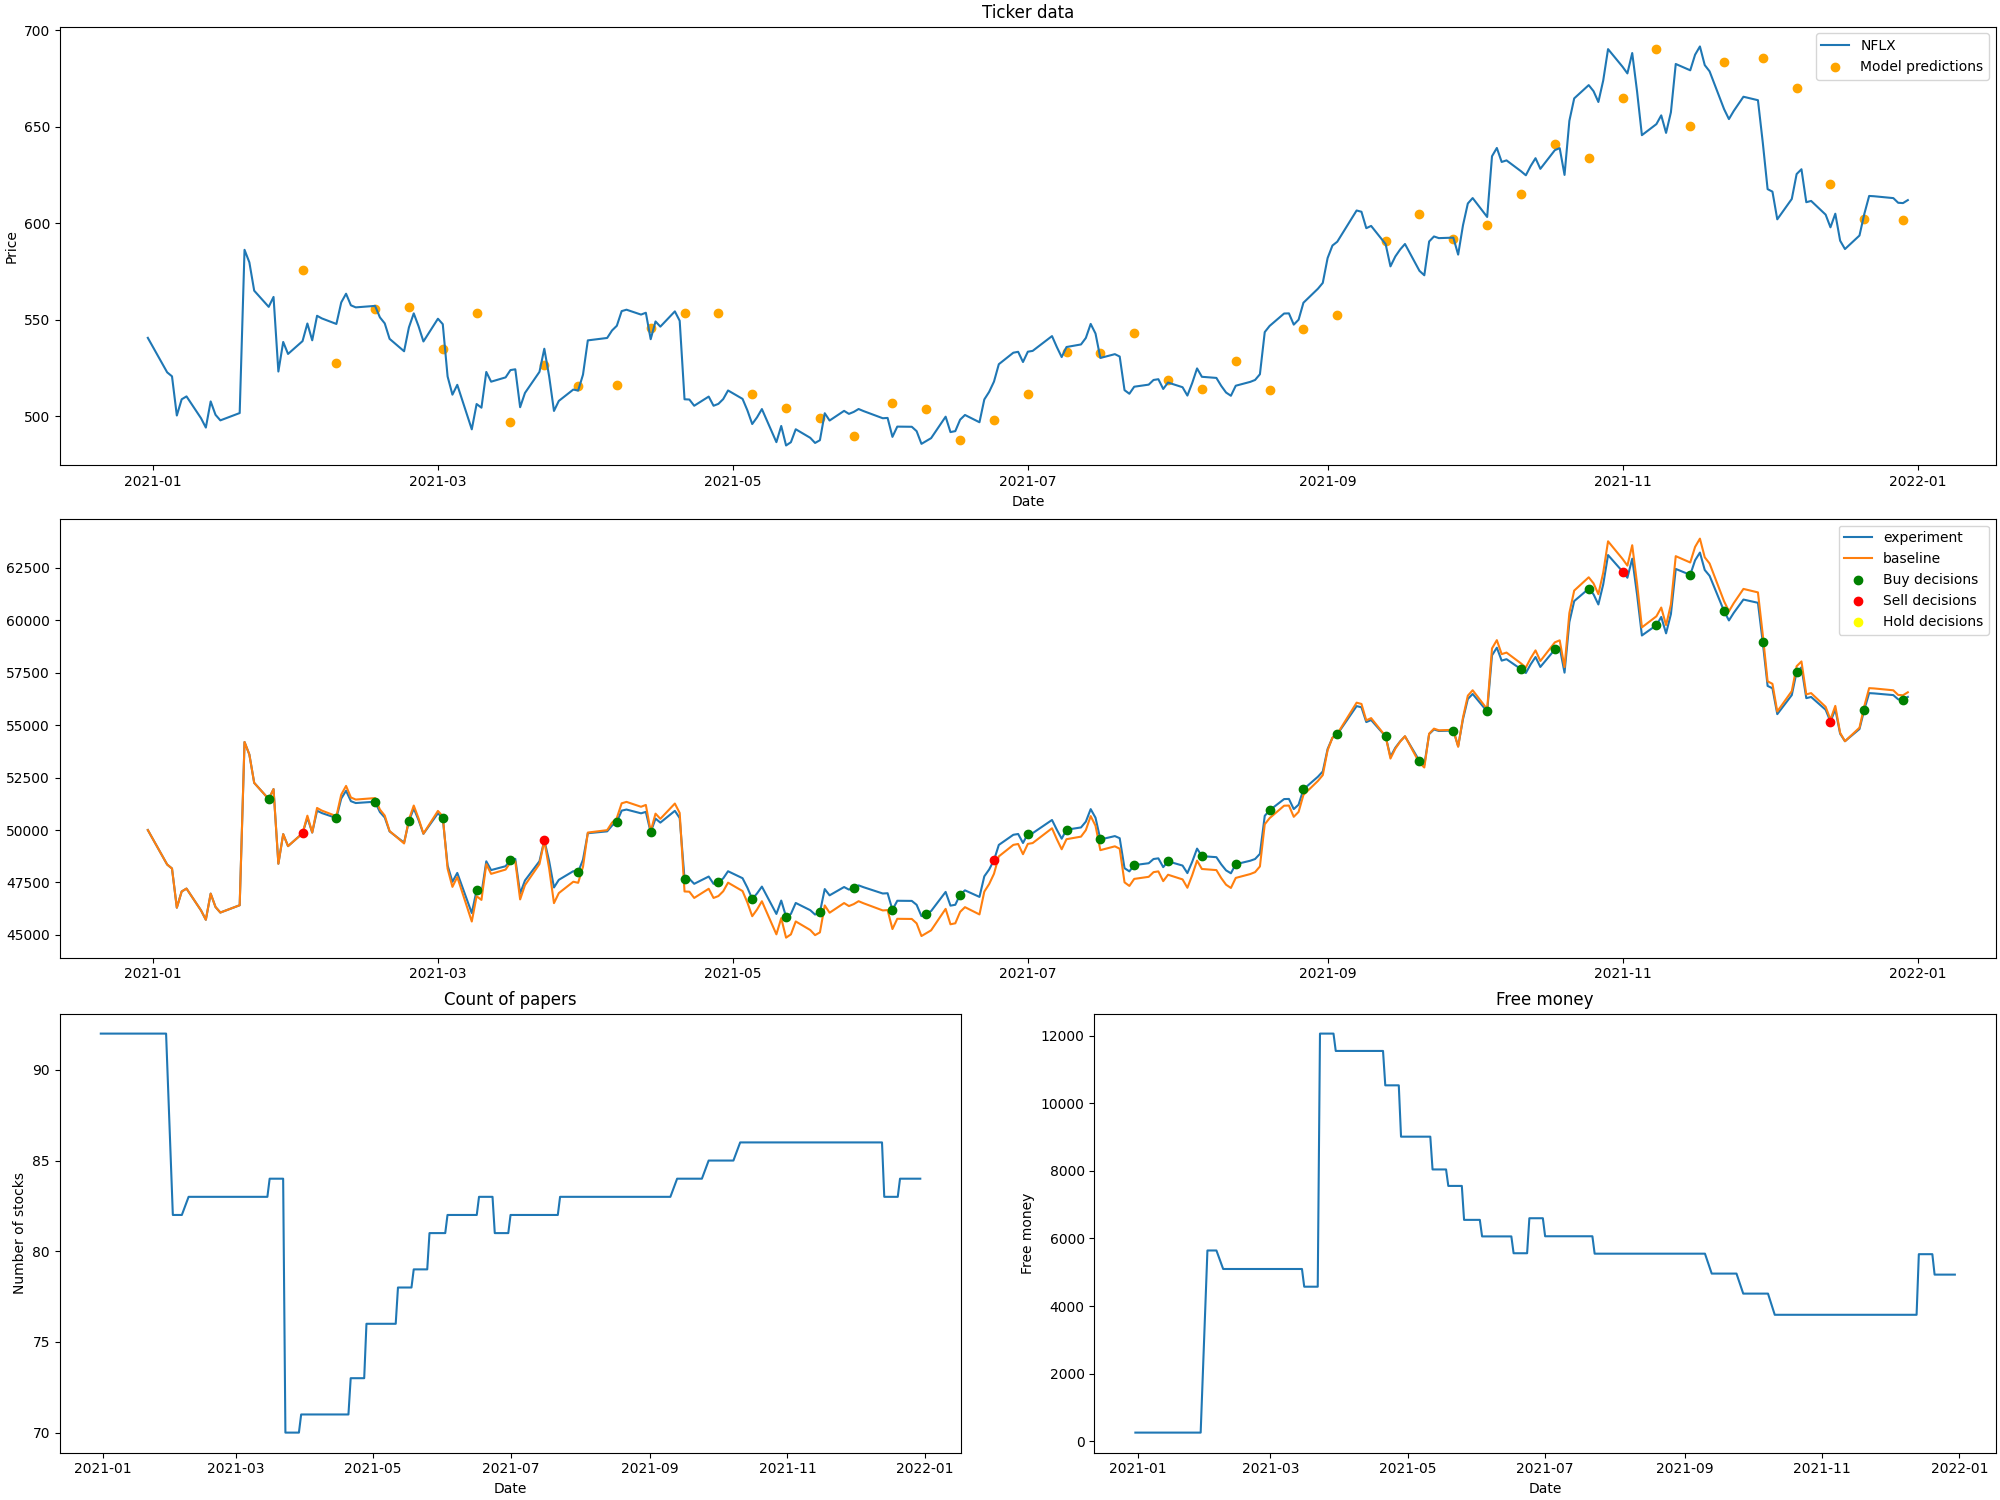 Ticker data
700
650
600
550
500
Price
NFLX
Model predictions
2021-01 2021-03 2021-05 2021-07 2021-09 2021-11 2022-01
Date
62500
60000
57500
55000
52500
50000
47500
45000
experiment
baseline
Buy decisions
Sell decisions
Hold decisions
2021-01 2021-03 2021-05 2021-07 2021-09 2021-11 2022-01
Count of papers
90
85
80
75
70
Number of stocks
2021-01 2021-03 2021-05 2021-07 2021-09 2021-11 2022-01
Date
Free money
12000
10000
8000
6000
4000
2000
0
Free money
2021-01 2021-03 2021-05 2021-07 2021-09 2021-11 2022-01
Date